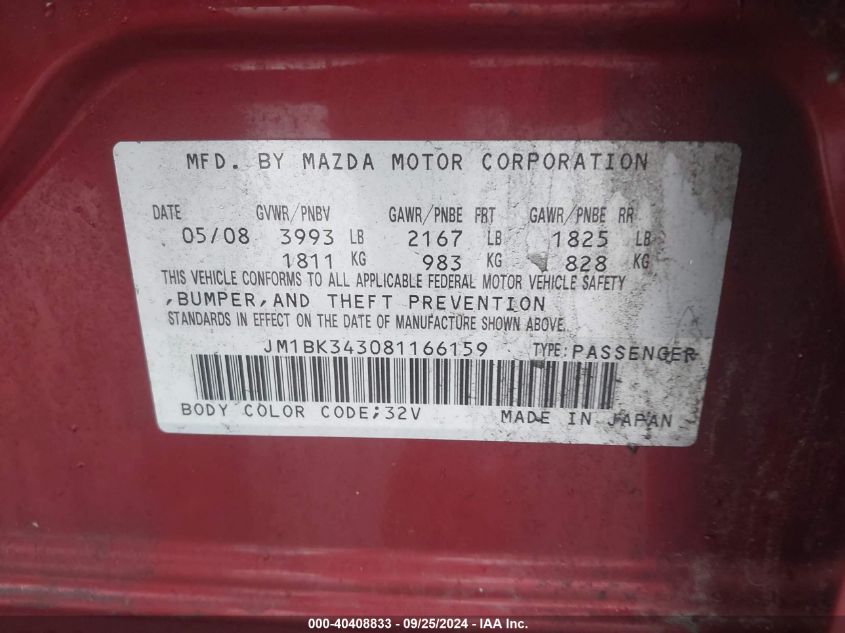 MFD. BY MAZDA MOTOR CORPORATION
DATE GVWR/PNBV GAWR/PNBE FRT GAWR/PNBE RR
05/08 3993 LB 2167 LB 1825 LB
1811 KG 983 KG 828 KG
THIS VEHICLE CONFORMS TO ALL APPLICABLE FEDERAL MOTOR VEHICLE SAFETY
,BUMPER,AND THEFT PREVENTION
STANDARDS IN EFFECT ON THE DATE OF MANUFACTURE SHOWN ABOVE.
JM1BK343081166159 TYPE:PASSENGER
BODY COLOR CODE;32V MADE IN JAPAN
000-40408833 - 09/25/2024 - IAA Inc.